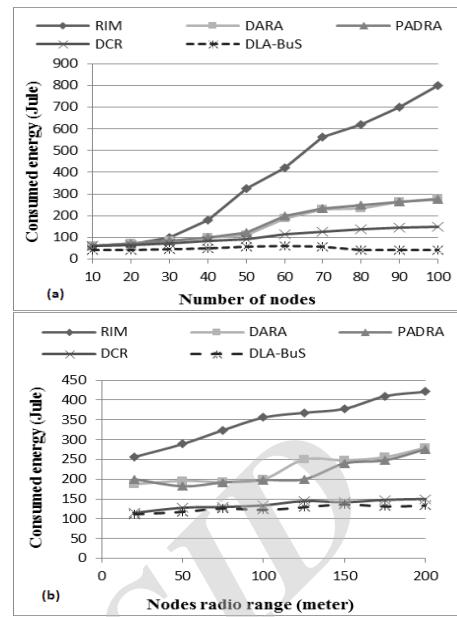 RIM DARA PADRA
DCR DLA-BuS
900
800
700
600
500
400
300
200
100
0
Consumed energy (Jule)
10 20 30 40 50 60 70 80 90 100
(a)
Number of nodes
RIM DARA PADRA
DCR DLA-BuS
450
400
350
300
250
200
150
100
50
0
Consumed energy (Jule)
0 50 100 150 200
Nodes radio range (meter)
(b)
SID